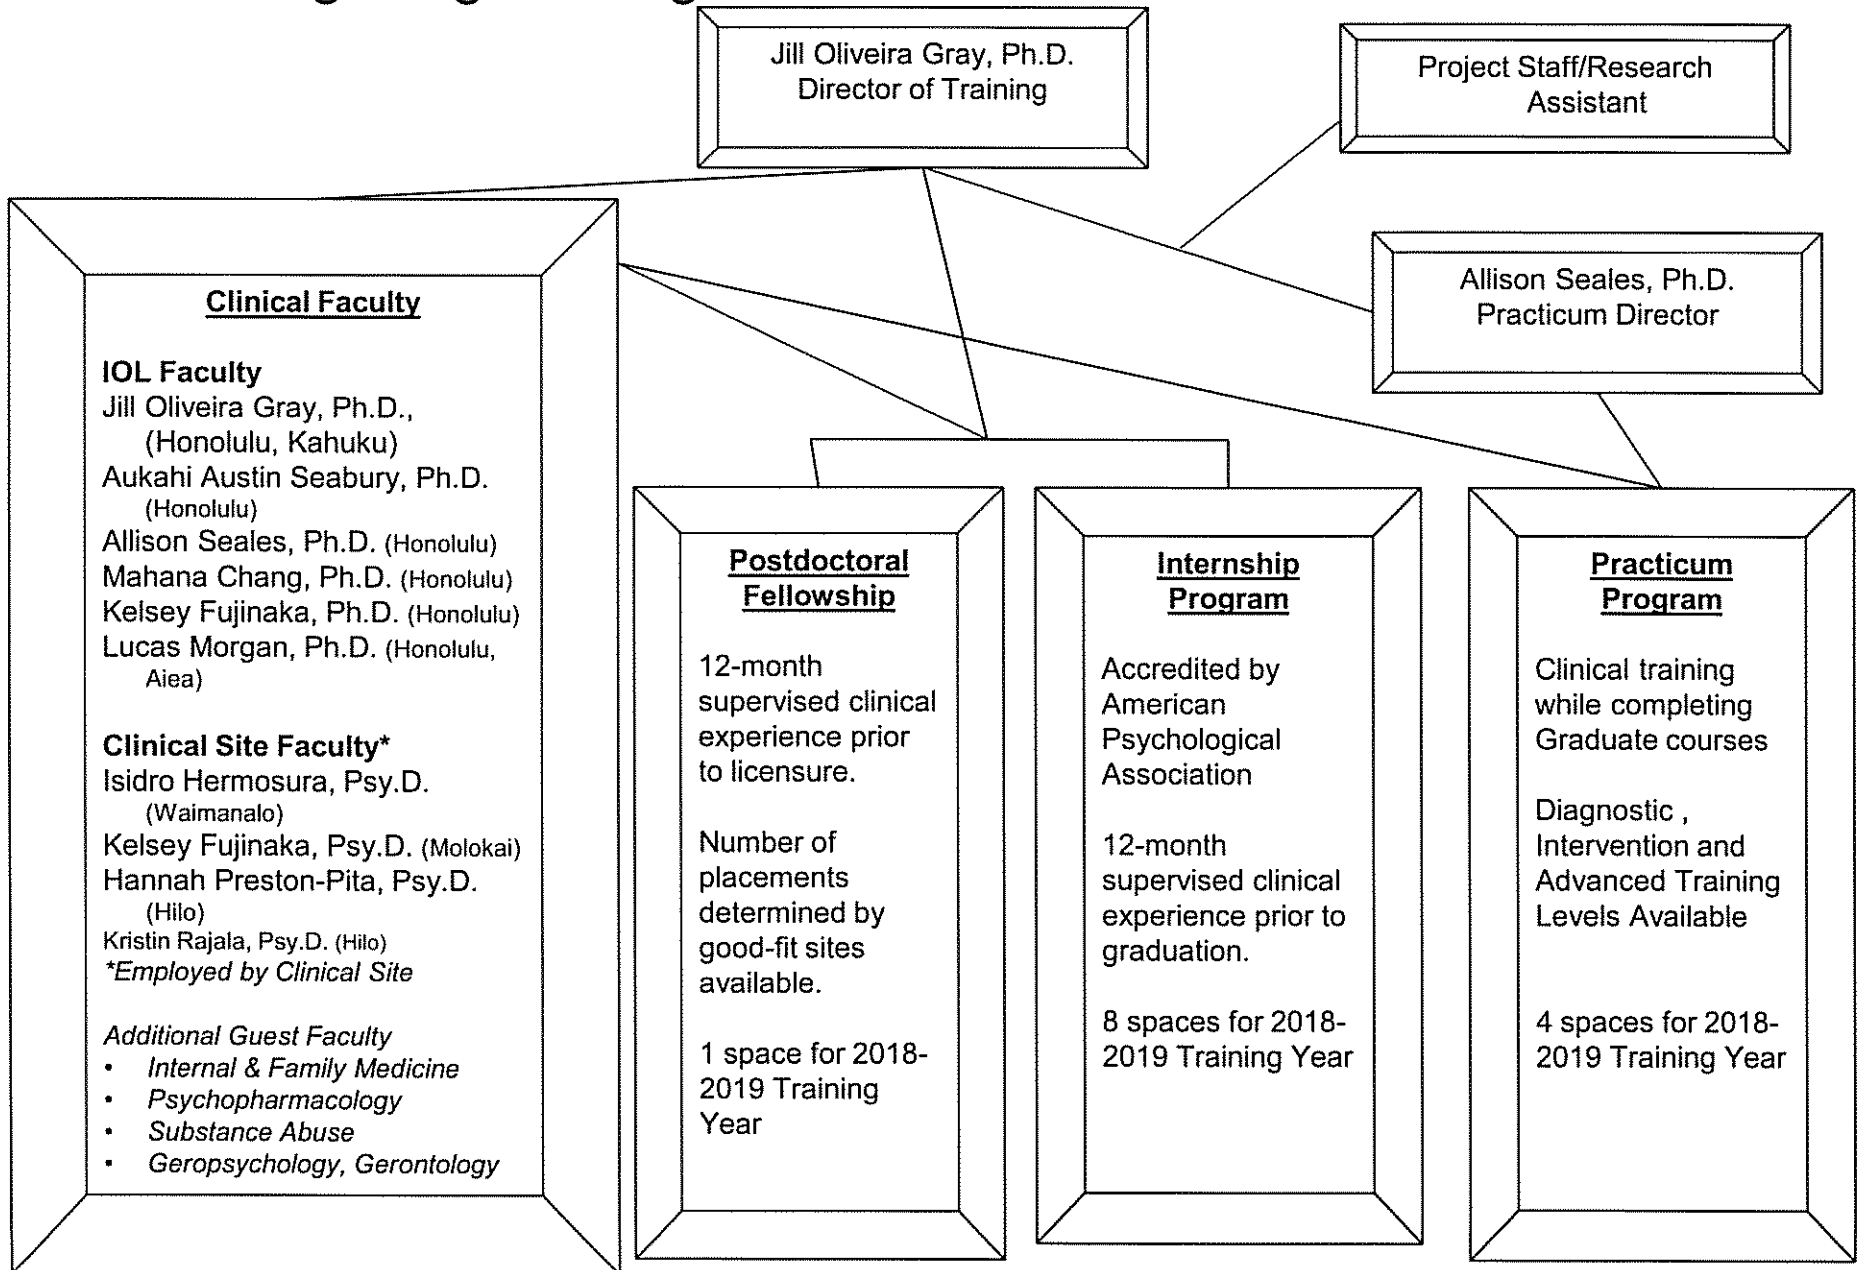 Jill Oliveira Gray, Ph.D.
Director of Training
Project Staff/Research
Assistant
Allison Seales, Ph.D.
Practicum Director
Clinical Faculty
IOL Faculty
Jill Oliveira Gray, Ph.D.,
(Honolulu, Kahuku)
Aukahi Austin Seabury, Ph.D.
(Honolulu)
Allison Seales, Ph.D. (Honolulu)
Mahana Chang, Ph.D. (Honolulu)
Kelsey Fujinaka, Ph.D. (Honolulu)
Lucas Morgan, Ph.D. (Honolulu,
Aiea)
Clinical Site Faculty*
Isidro Hermosura, Psy.D.
(Waimanalo)
Kelsey Fujinaka, Psy.D. (Molokai)
Hannah Preston-Pita, Psy.D.
(Hilo)
Kristin Rajala, Psy.D. (Hilo)
*Employed by Clinical Site
Additional Guest Faculty
• Internal & Family Medicine
• Psychopharmacology
• Substance Abuse
• Geropsychology, Gerontology
Postdoctoral
Fellowship
12-month
supervised clinical
experience prior
to licensure.
Number of
placements
determined by
good-fit sites
available.
1 space for 2018-
2019 Training
Year
Internship
Program
Accredited by
American
Psychological
Association
12-month
supervised clinical
experience prior to
graduation.
8 spaces for 2018-
2019 Training Year
Practicum
Program
Clinical training
while completing
Graduate courses
Diagnostic ,
Intervention and
Advanced Training
Levels Available
4 spaces for 2018-
2019 Training Year